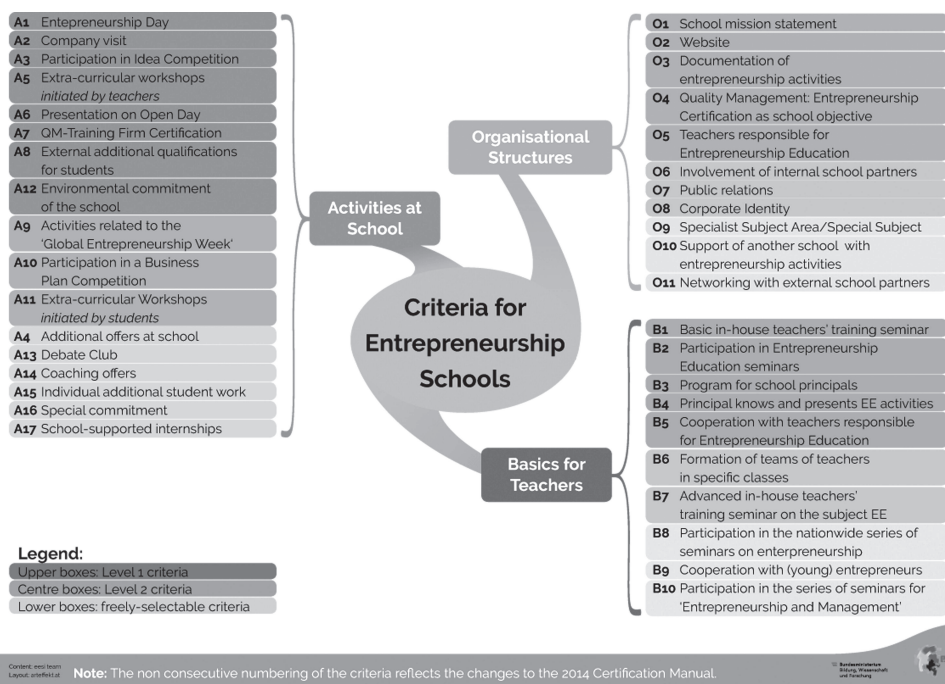 A1 Entepreneurship Day
A2 Company visit
A3 Participation in Idea Competition
A5 Extra-curricular workshops
initiated by teachers
A6 Presentation on Open Day
A7 QM-Training Firm Certification
A8 External additional qualifications
for students
A12 Environmental commitment
of the school
A9 Activities related to the
'Global Entrepreneurship Week'
A10 Participation in a Business
Plan Competition
A11 Extra-curricular Workshops
initiated by students
A4 Additional offers at school
A13 Debate Club
A14 Coaching offers
A15 Individual additional student work
A16 Special commitment
A17 School-supported internships
Activities at
School
Criteria for
Entrepreneurship
Schools
Organisational
Structures
O1 School mission statement
O2 Website
O3 Documentation of
entrepreneurship activities
O4 Quality Management: Entrepreneurship
Certification as school objective
O5 Teachers responsible for
Entrepreneurship Education
O6 Involvement of internal school partners
O7 Public relations
O8 Corporate Identity
O9 Specialist Subject Area/Special Subject
O10 Support of another school with
entrepreneurship activities
O11 Networking with external school partners
Basics for
Teachers
B1 Basic in-house teachers' training seminar
B2 Participation in Entrepreneurship
Education seminars
B3 Program for school principals
B4 Principal knows and presents EE activities
B5 Cooperation with teachers responsible
for Entrepreneurship Education
B6 Formation of teams of teachers
in specific classes
B7 Advanced in-house teachers'
training seminar on the subject EE
B8 Participation in the nationwide series of
seminars on enterpreneurship
B9 Cooperation with (young) entrepreneurs
B10 Participation in the series of seminars for
'Entrepreneurship and Management'
Legend:
Upper boxes: Level 1 criteria
Centre boxes: Level 2 criteria
Lower boxes: freely-selectable criteria
Content: eesi team
Layout: arteffekt.at
Note: The non consecutive numbering of the criteria reflects the changes to the 2014 Certification Manual.
Bundesministerium
Bildung, Wissenschaft
und Forschung